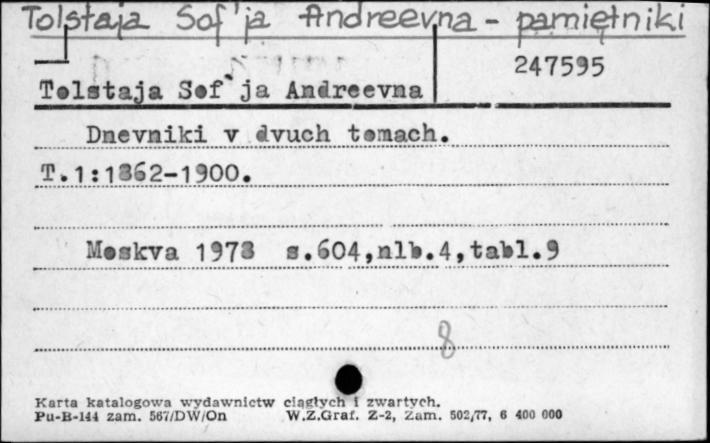 Tolstaja Sof'ja Andreevna - pamiętniki
247595
Tolstaja Sof`ja Andreevna
Dnevniki v dvuch tomach.
T.1:1862-1900.
Moskva 1978 s.604,nlb.4,tabl.9
8
Karta katalogowa wydawnictw ciągłych i zwartych.
Pu-B-144 zam. 567/DW/On W.Z.Graf. Z-2, Zam. 502/77, 6 400 000